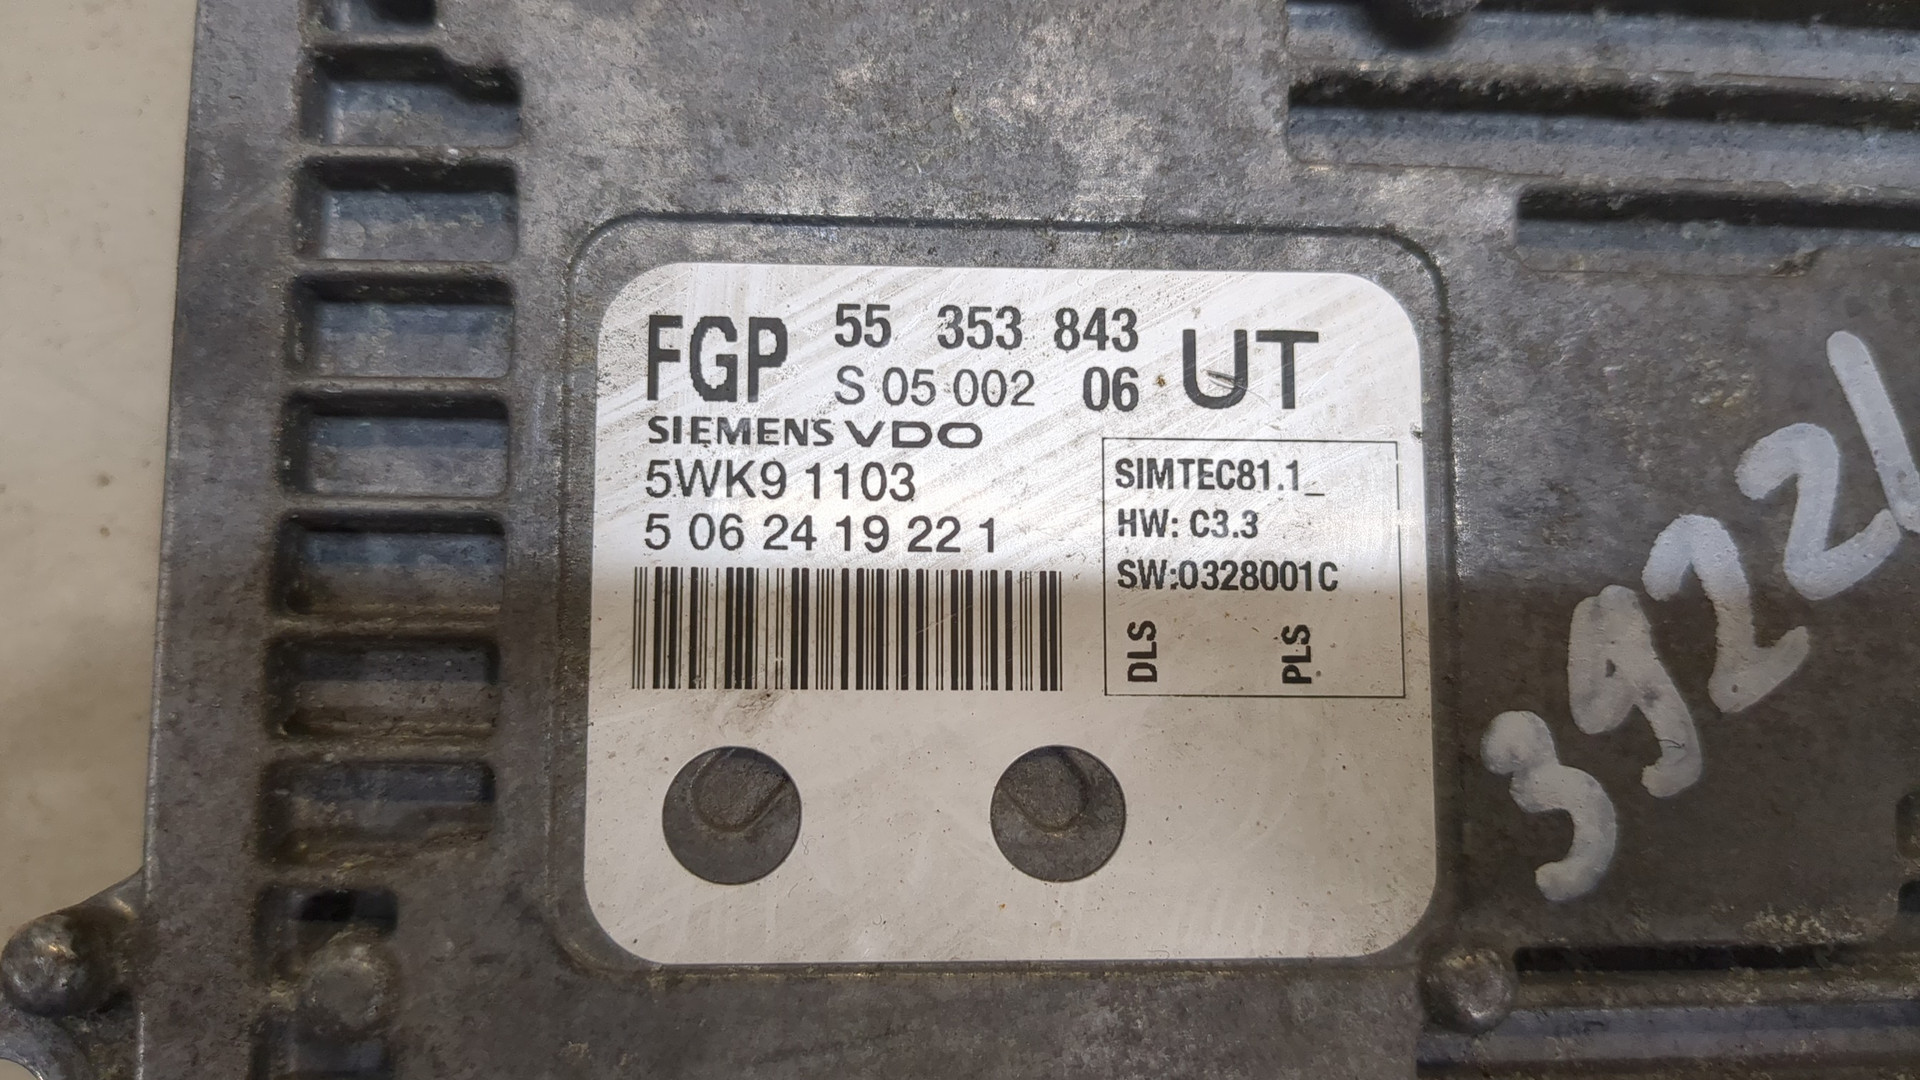 FGP 55 353 843 UT
S 05 002 06
SIEMENS VDO
5WK9 1103
5 06 24 19 22 1
SIMTEC81.1_
HW: C3.3
SW:0328001C
DLS PLS
39221